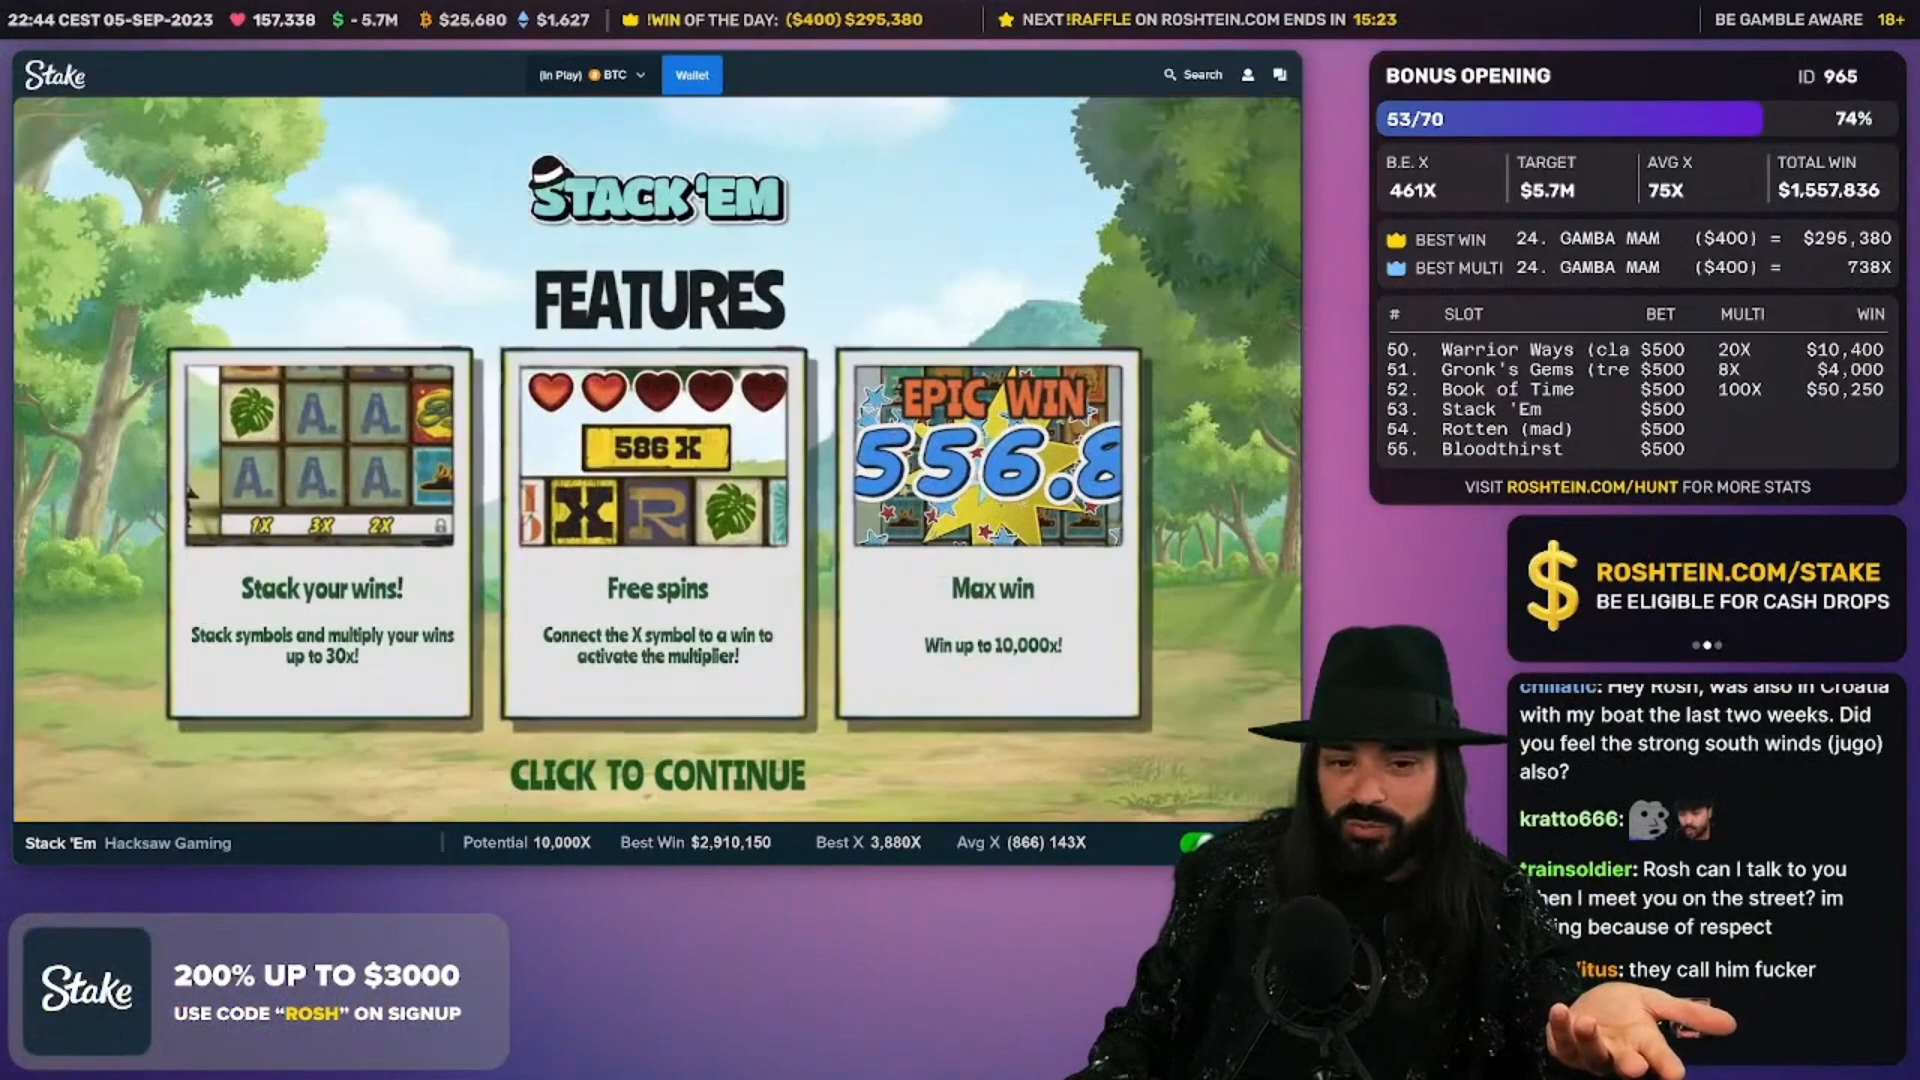 22:44 CEST 05-SEP-2023 157,338 $ - 5.7M $25,680 $1,627 !WIN OF THE DAY: ($400) $295,380 NEXT !RAFFLE ON ROSHTEIN.COM ENDS IN 15:23 BE GAMBLE AWARE 18+
Stake (In Play) BTC Wallet Search
STACK 'EM
FEATURES
A. A.
A. A. A.
1X 3X 2X
Stack your wins!
Stack symbols and multiply your wins
up to 30x!
586 X
X R
Free spins
Connect the X symbol to a win to
activate the multiplier!
EPIC WIN
556.8
Max win
Win up to 10,000x!
CLICK TO CONTINUE
Stack 'Em Hacksaw Gaming Potential 10,000X Best Win $2,910,150 Best X 3,880X Avg X (866) 143X
Stake
200% UP TO $3000
USE CODE “ROSH” ON SIGNUP
BONUS OPENING ID 965
53/70 74%
B.E. X TARGET AVG X TOTAL WIN
461X $5.7M 75X $1,557,836
BEST WIN 24. GAMBA MAM ($400) = $295,380
BEST MULTI 24. GAMBA MAM ($400) = 738X
# SLOT BET MULTI WIN
50. Warrior Ways (cla $500 20X $10,400
51. Gronk's Gems (tre $500 8X $4,000
52. Book of Time $500 100X $50,250
53. Stack 'Em $500
54. Rotten (mad) $500
55. Bloodthirst $500
VISIT ROSHTEIN.COM/HUNT FOR MORE STATS
$ ROSHTEIN.COM/STAKE
BE ELIGIBLE FOR CASH DROPS
Hey Rosh, was also in Croatia
with my boat the last two weeks. Did
you feel the strong south winds (jugo)
also?
kratto666:
trainsoldier: Rosh can I talk to you
I meet you on the street? im
because of respect
they call him fucker